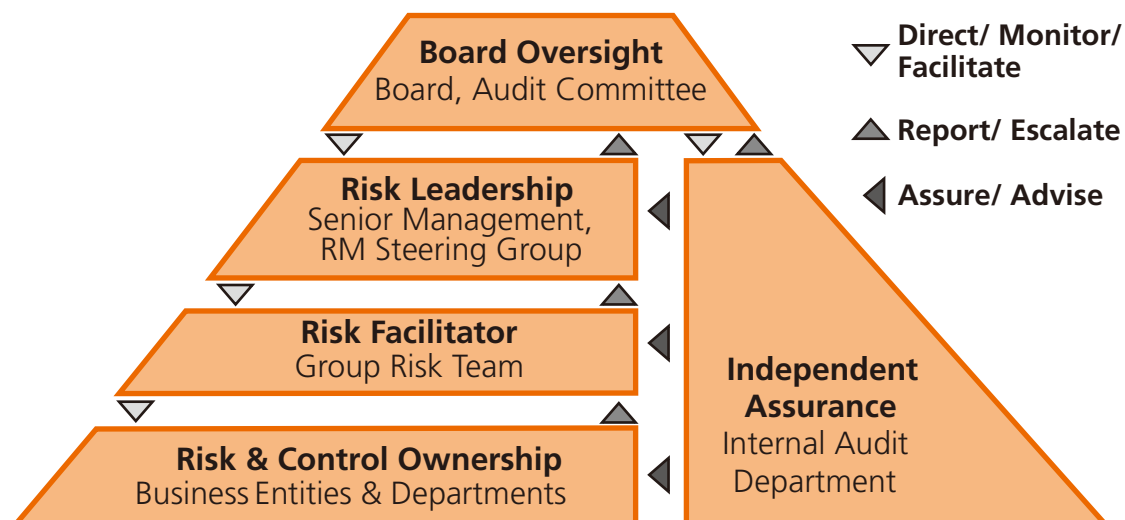 Board Oversight
Board, Audit Committee
Direct/ Monitor/
Facilitate
Report/ Escalate
Assure/ Advise
Risk Leadership
Senior Management,
RM Steering Group
Risk Facilitator
Group Risk Team
Risk & Control Ownership
Business Entities & Departments
Independent
Assurance
Internal Audit
Department